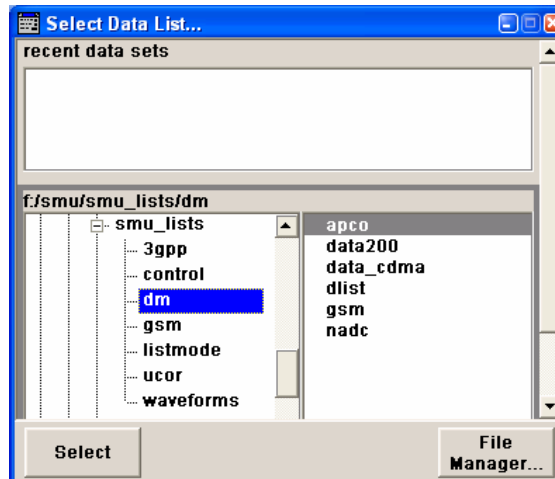 Select Data List...
recent data sets
f:/smu/smu_lists/dm
smu_lists
3gpp
control
dm
gsm
listmode
ucor
waveforms
apco
data200
data_cdma
dlist
gsm
nadc
Select
File
Manager...